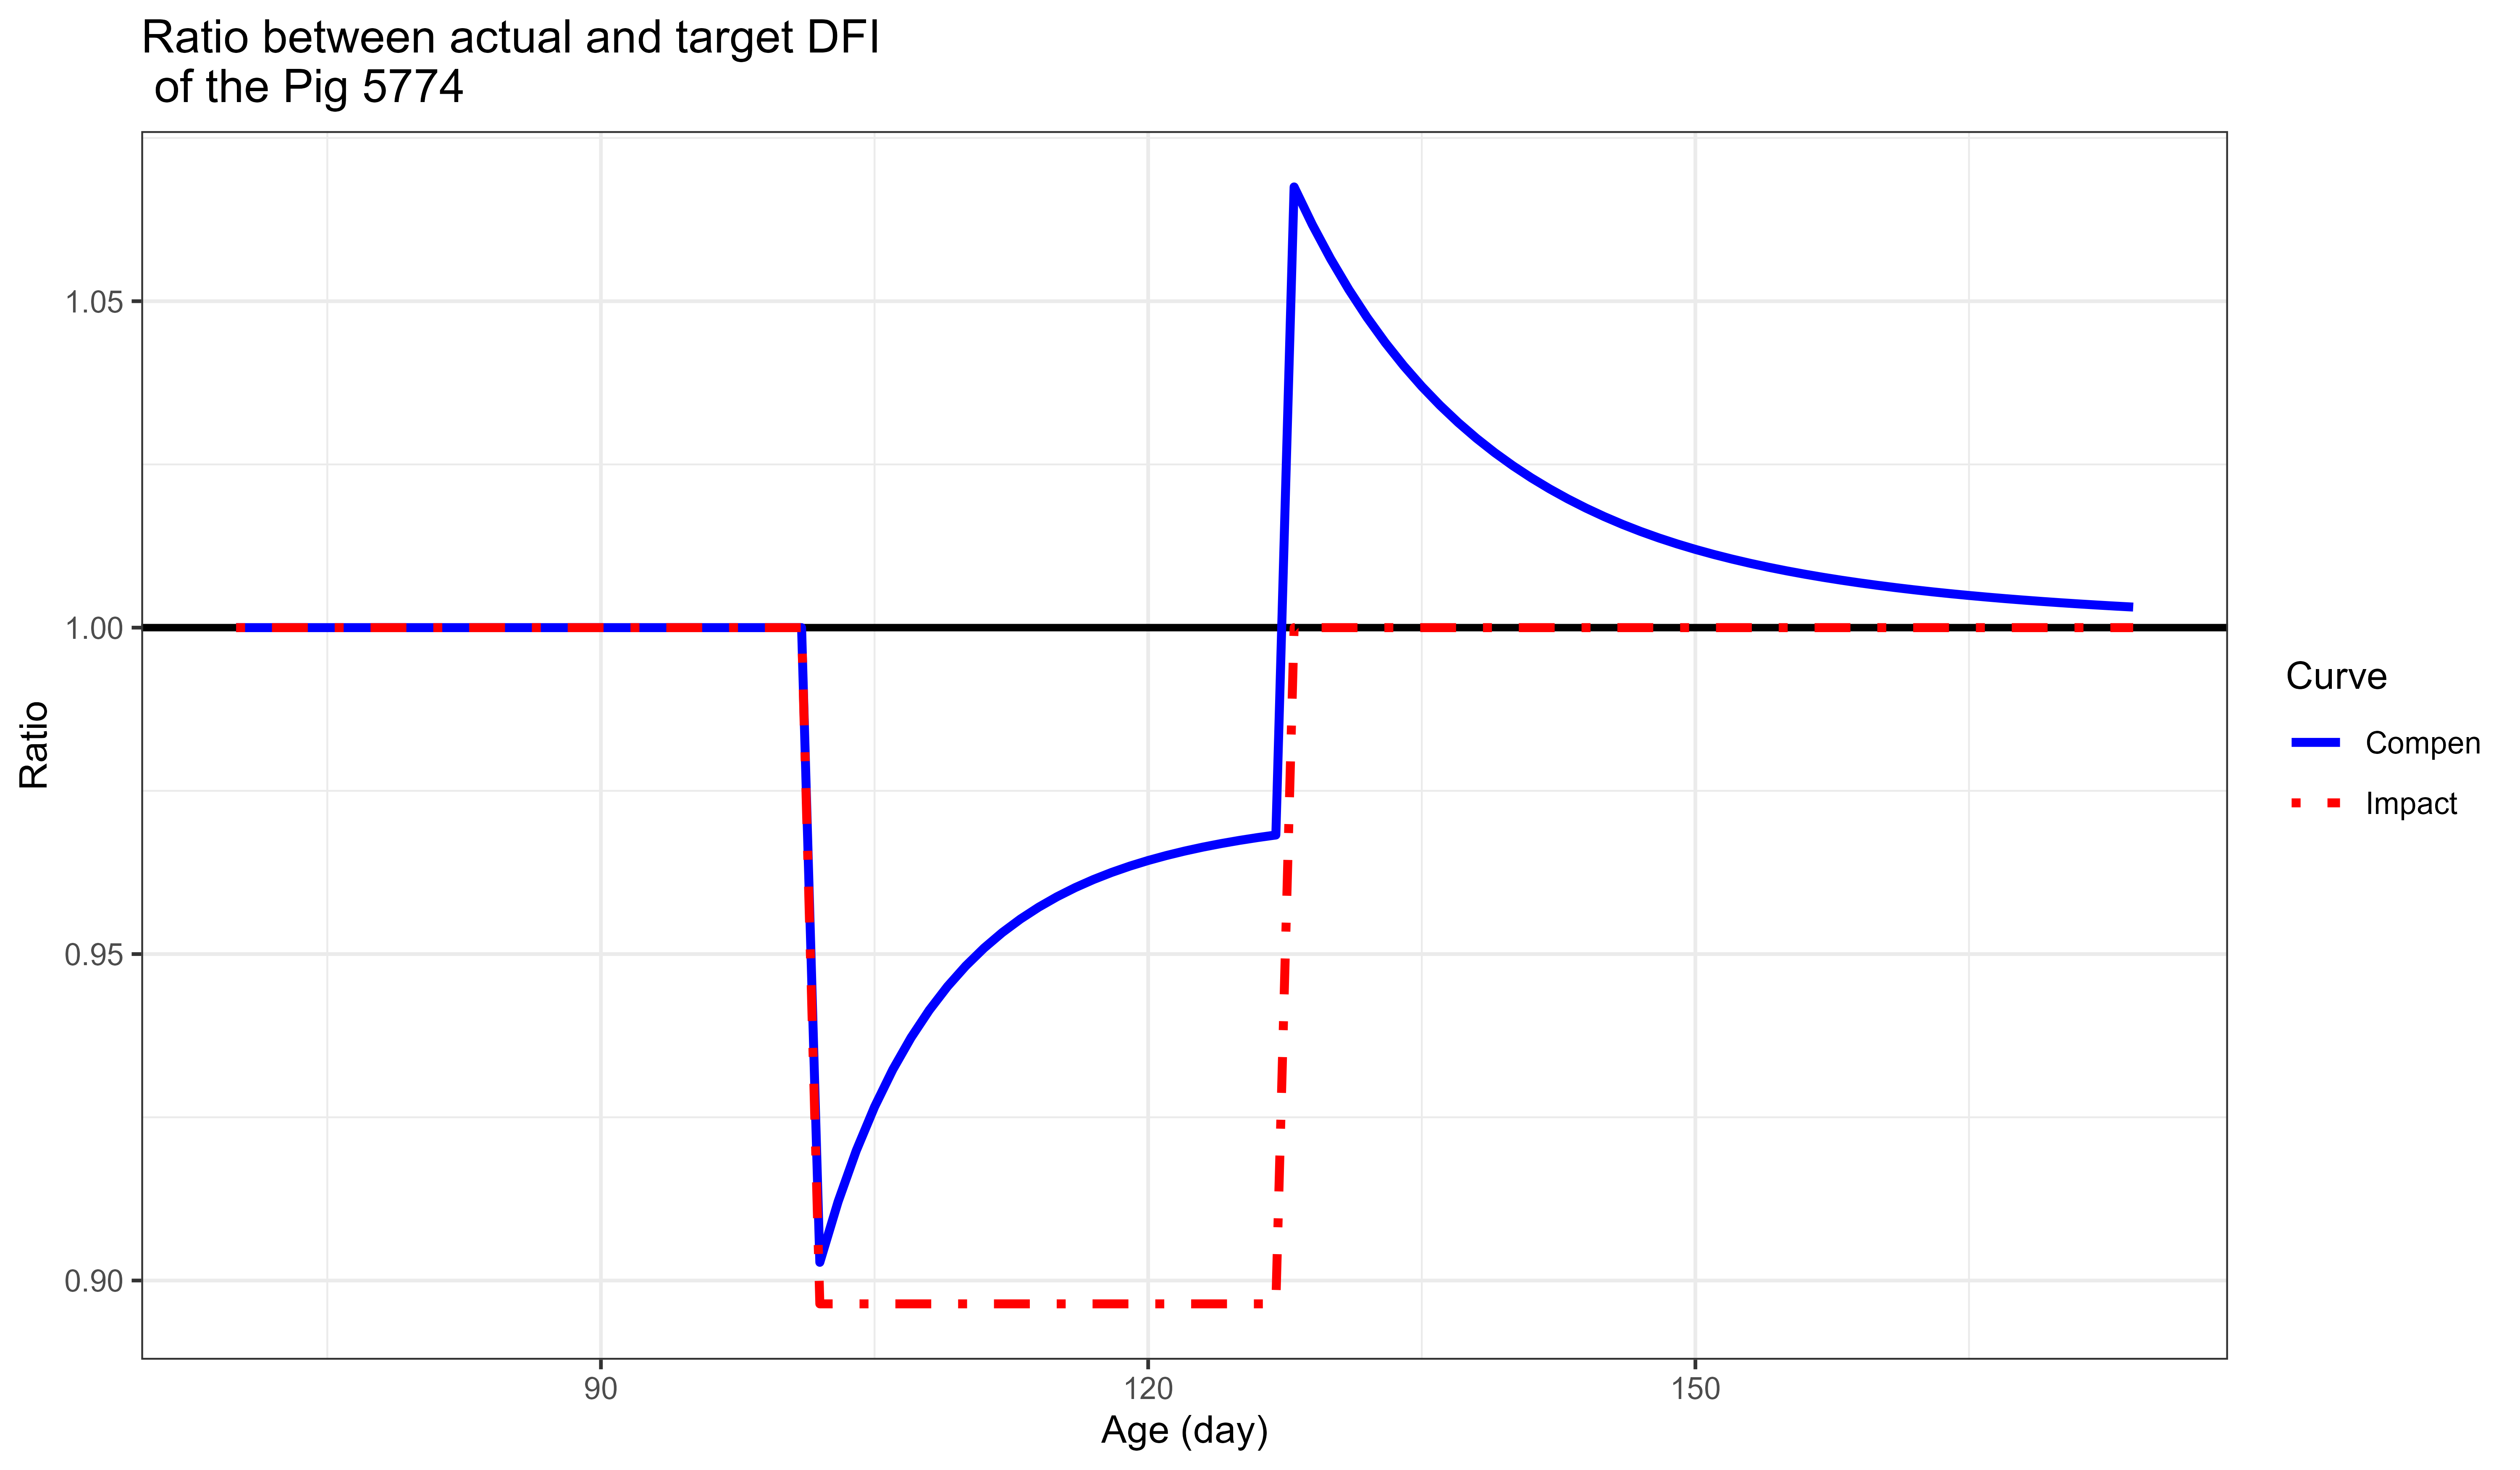 Ratio between actual and target DFI
of the Pig 5774
1.05
1.00
0.95
0.90
Ratio
90
120
150
Age (day)
Curve
Compen
Impact